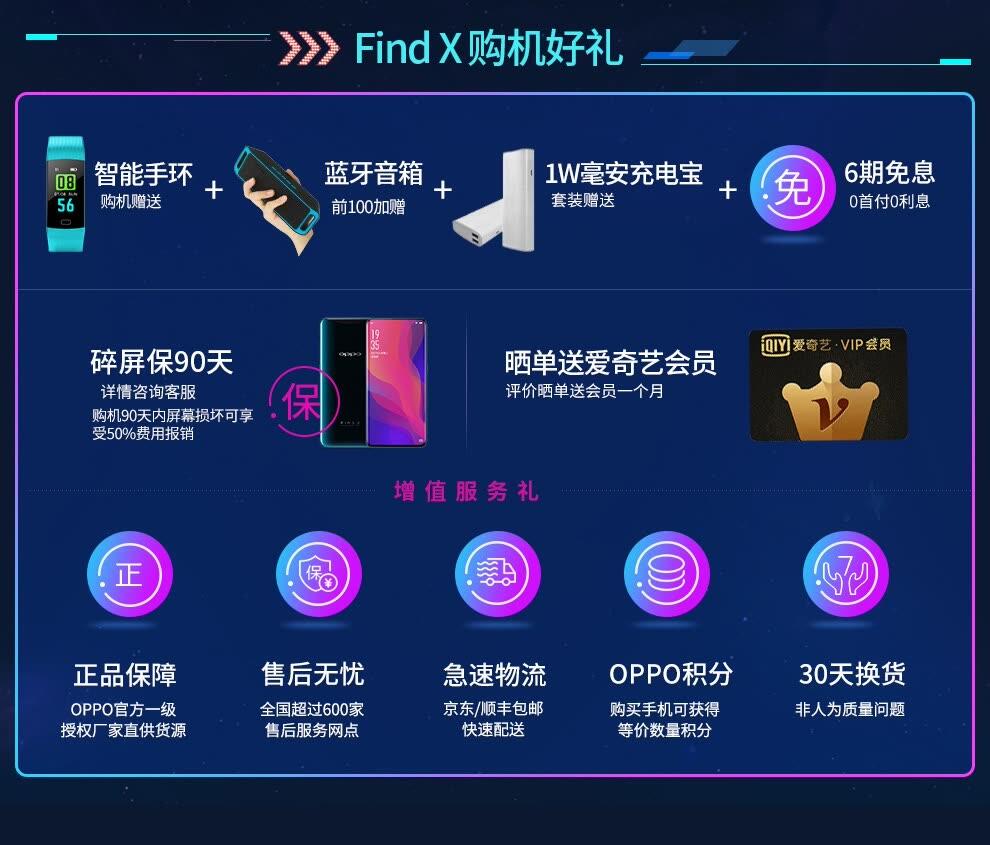 Find X购机好礼
08
56
智能手环
购机赠送
+
蓝牙音箱
前100加赠
+
1W毫安充电宝
套装赠送
+
免
6期免息
0首付0利息
碎屏保90天
详情咨询客服
购机90天内屏幕损坏可享
受50%费用报销
保
oppo
19
35
晒单送爱奇艺会员
评价晒单送会员一个月
iQIYI爱奇艺·VIP会员
V
增值服务礼
正
保
¥
7
正品保障
OPPO官方一级
授权厂家直供货源
售后无忧
全国超过600家
售后服务网点
急速物流
京东/顺丰包邮
快速配送
OPPO积分
购买手机可获得
等价数量积分
30天换货
非人为质量问题